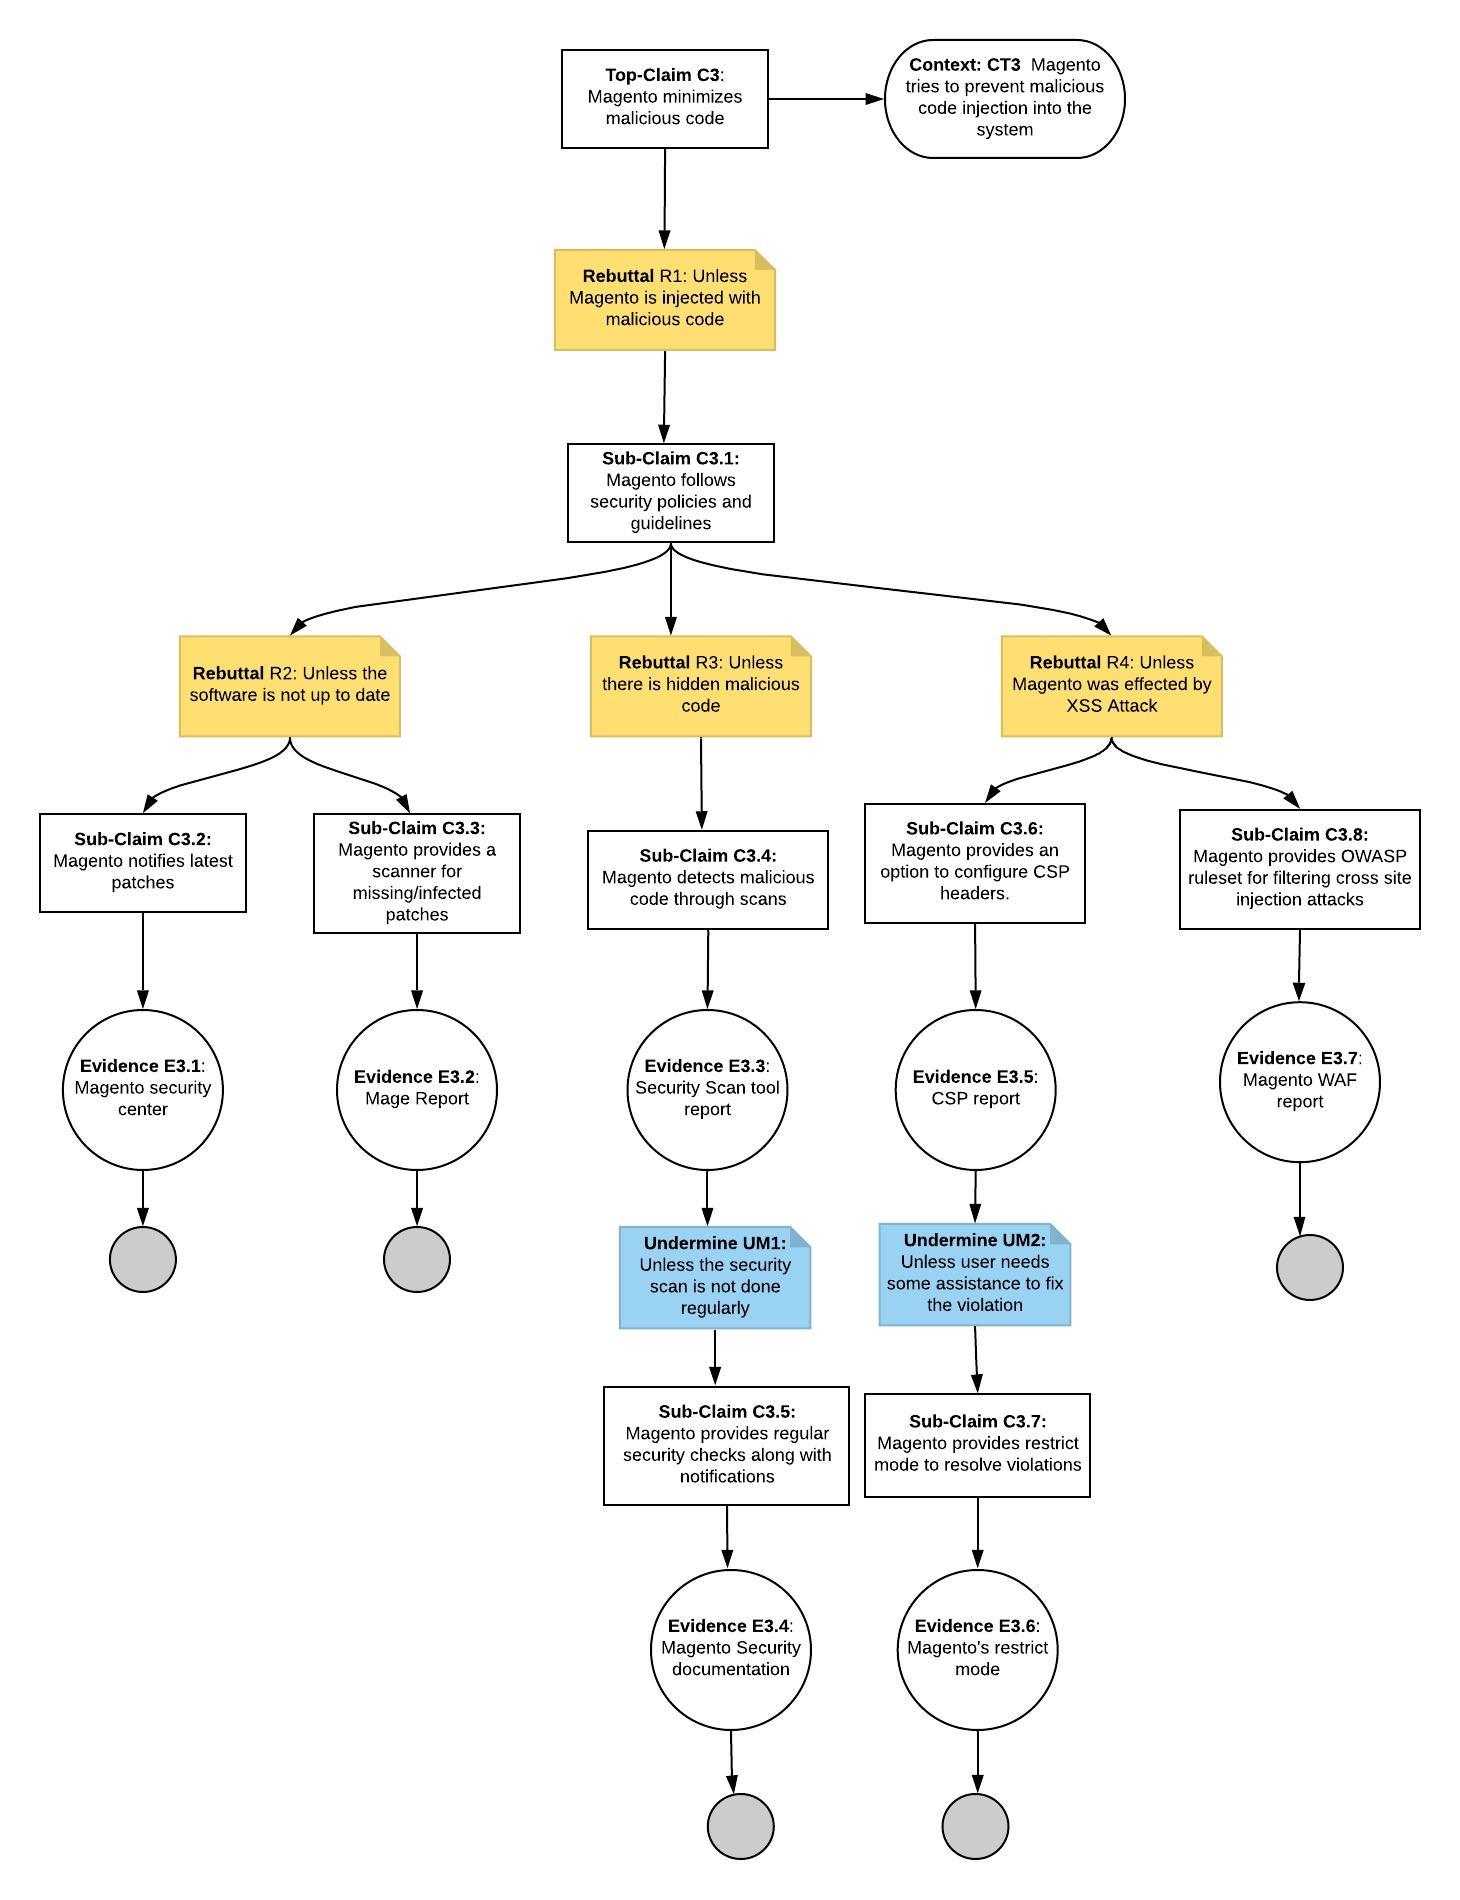 Top-Claim C3:
Magento minimizes
malicious code
Context: CT3 Magento
tries to prevent malicious
code injection into the
system
Rebuttal R1: Unless
Magento is injected with
malicious code
Sub-Claim C3.1:
Magento follows
security policies and
guidelines
Rebuttal R2: Unless the
software is not up to date
Rebuttal R3: Unless
there is hidden malicious
code
Rebuttal R4: Unless
Magento was effected by
XSS Attack
Sub-Claim C3.2:
Magento notifies latest
patches
Sub-Claim C3.3:
Magento provides a
scanner for
missing/infected
patches
Sub-Claim C3.4:
Magento detects malicious
code through scans
Sub-Claim C3.6:
Magento provides an
option to configure CSP
headers.
Sub-Claim C3.8:
Magento provides OWASP
ruleset for filtering cross site
injection attacks
Evidence E3.1:
Magento security
center
Evidence E3.2:
Mage Report
Evidence E3.3:
Security Scan tool
report
Evidence E3.5:
CSP report
Evidence E3.7:
Magento WAF
report
Undermine UM1:
Unless the security
scan is not done
regularly
Undermine UM2:
Unless user needs
some assistance to fix
the violation
Sub-Claim C3.5:
Magento provides regular
security checks along with
notifications
Sub-Claim C3.7:
Magento provides restrict
mode to resolve violations
Evidence E3.4:
Magento Security
documentation
Evidence E3.6:
Magento's restrict
mode